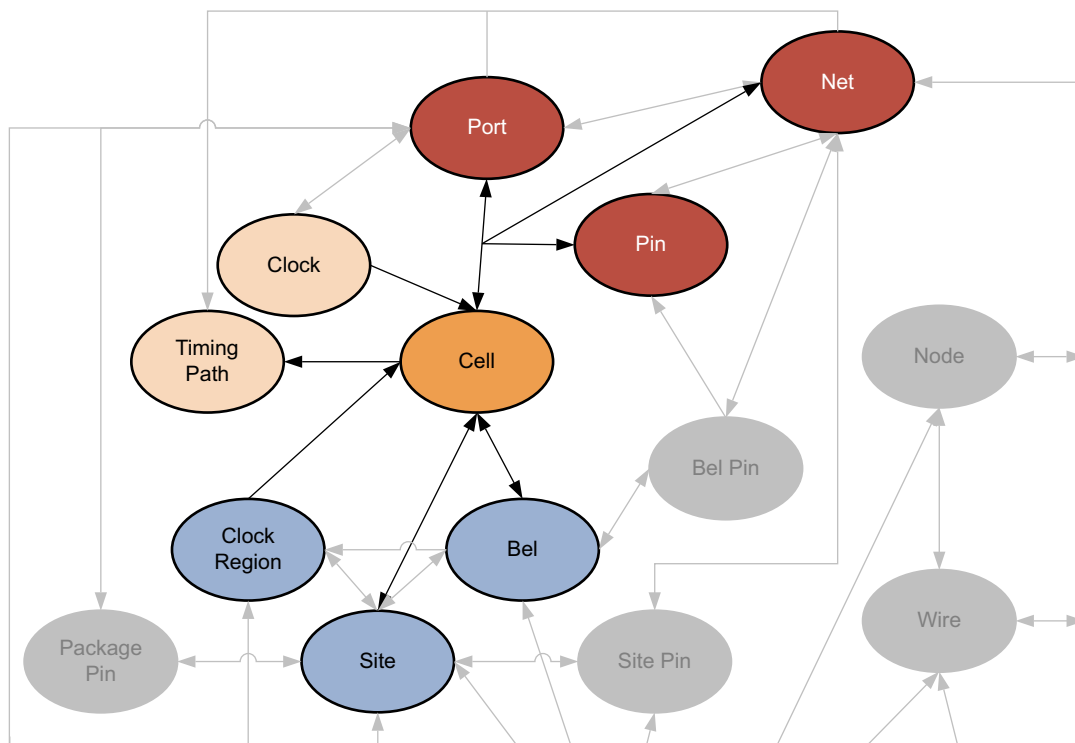 Net
Port
Pin
Clock
Timing
Path
Cell
Node
Bel Pin
Clock
Region
Bel
Package
Pin
Site
Site Pin
Wire